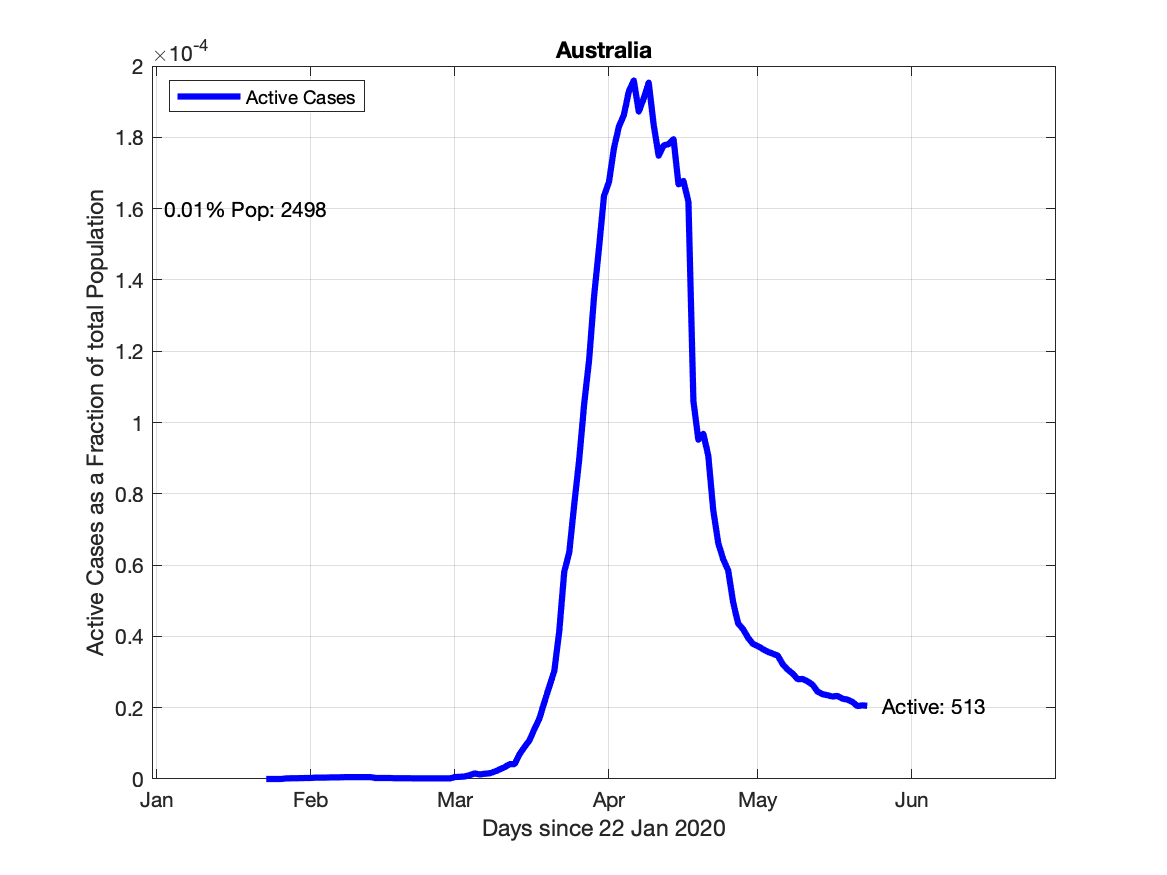 Australia
×10-4
2
1.8
1.6
1.4
1.2
1
0.8
0.6
0.4
0.2
0
Active Cases as a Fraction of total Population
Active Cases
0.01% Pop: 2498
Active: 513
Jan Feb Mar Apr May Jun
Days since 22 Jan 2020